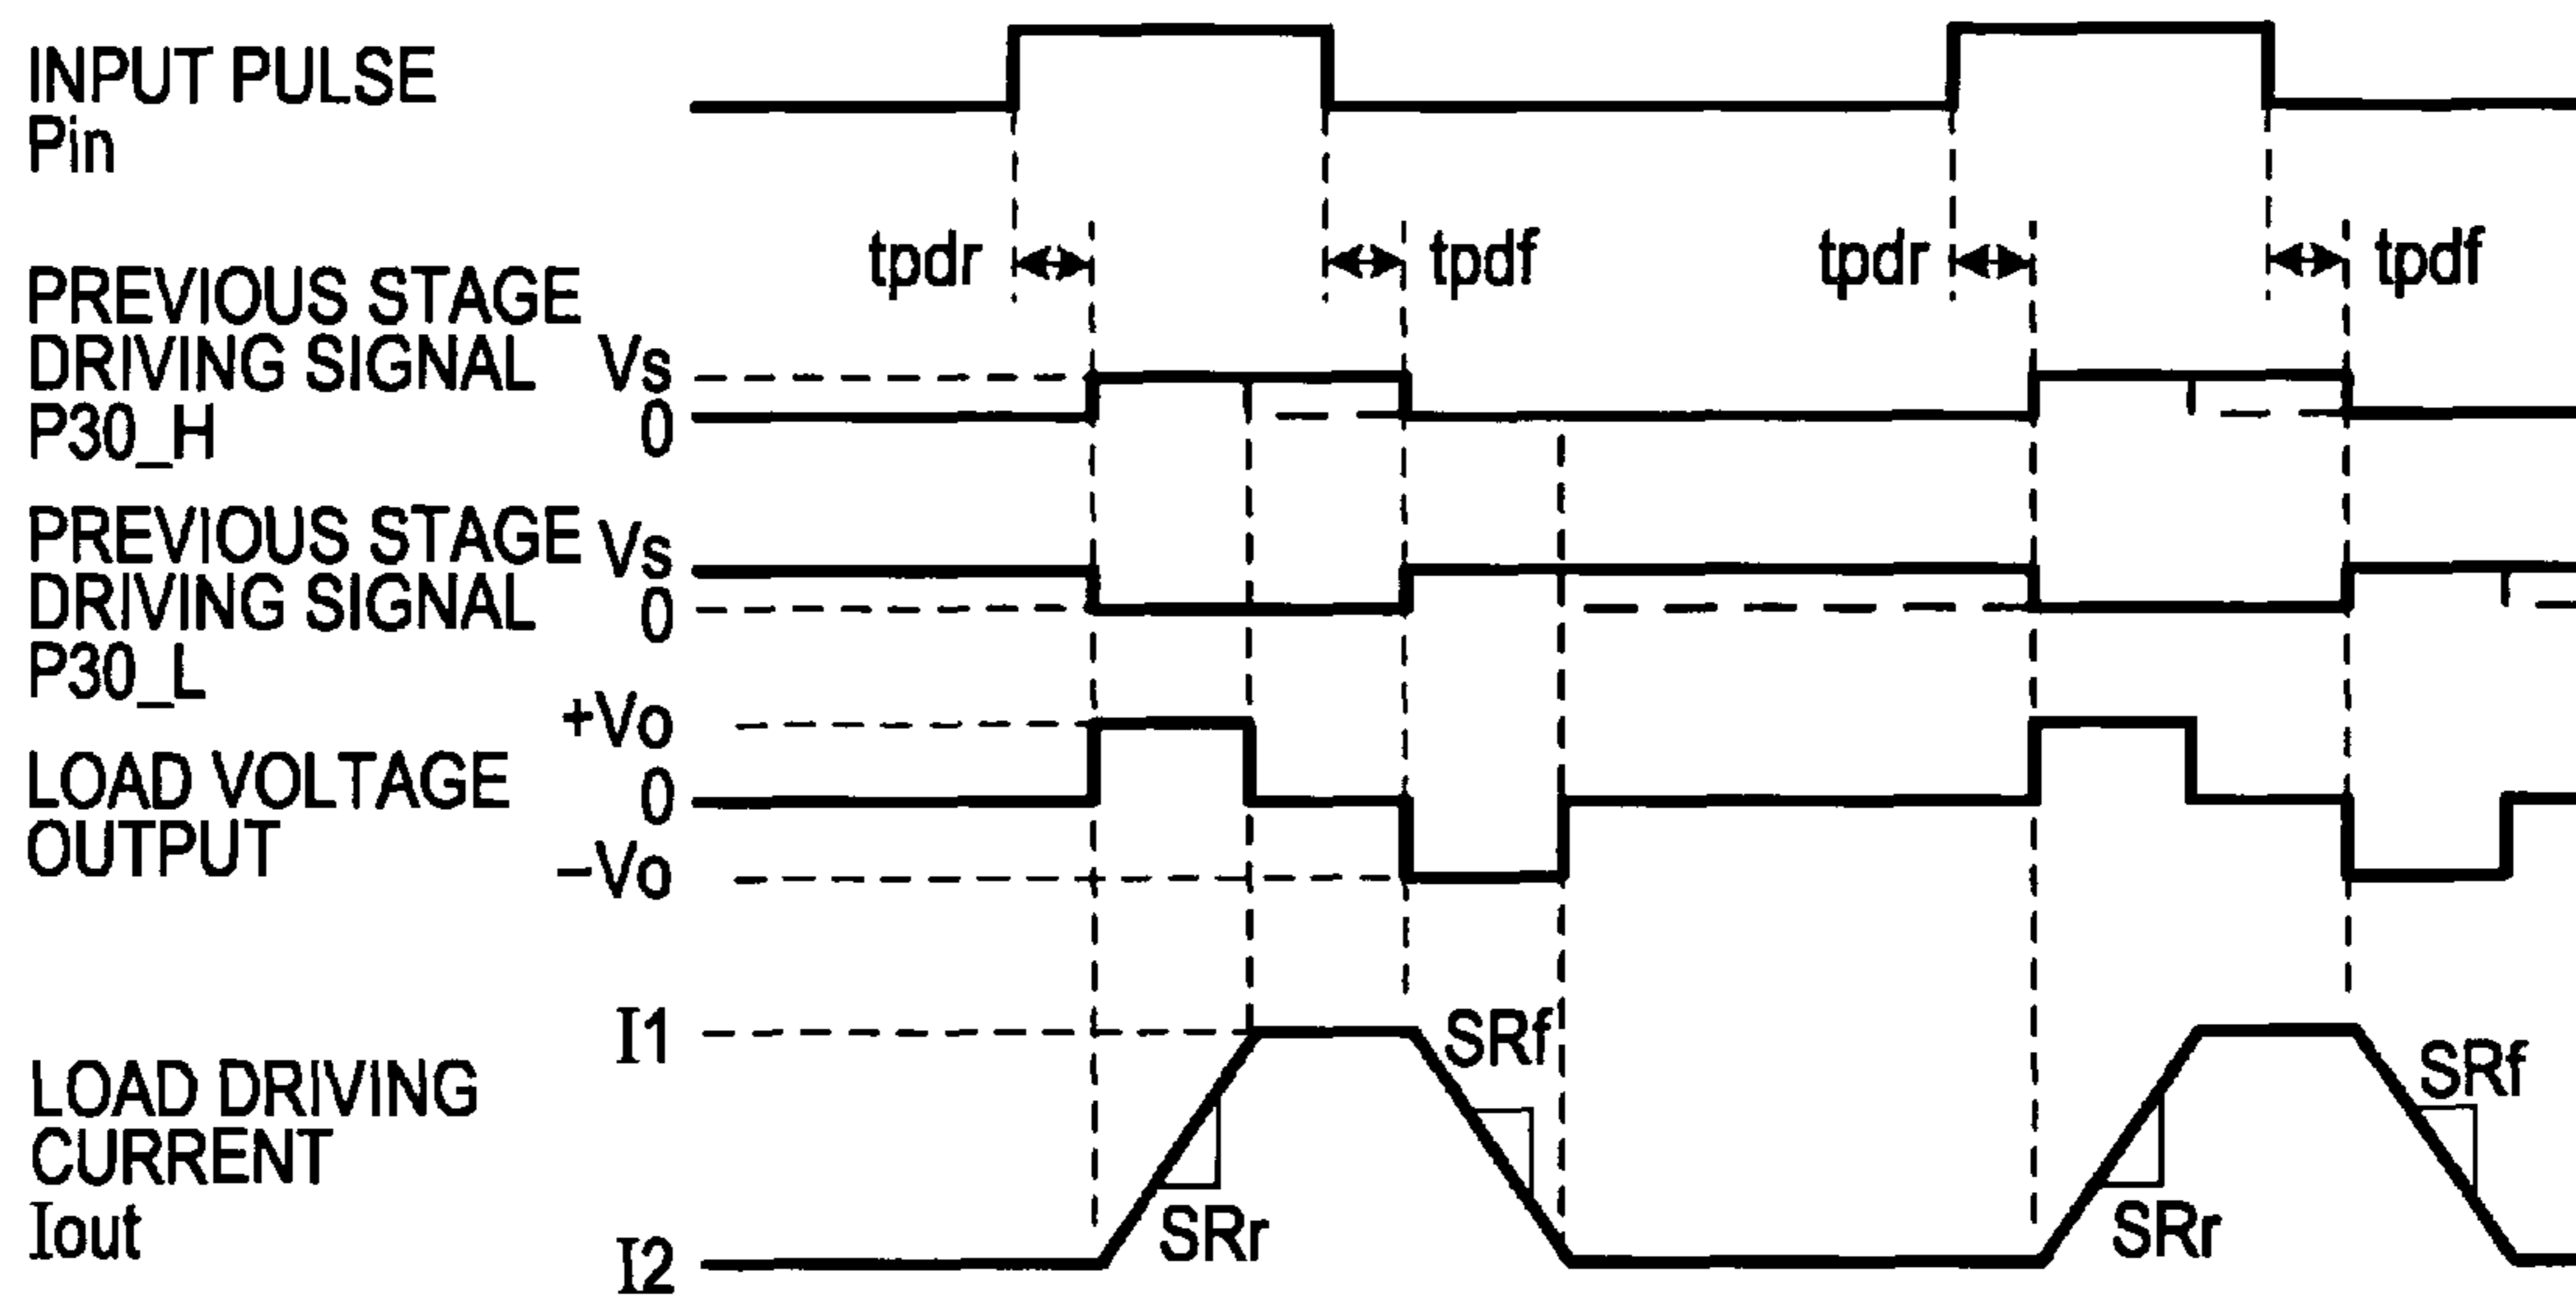 INPUT PULSE
Pin
tpdr tpdf tpdr tpdf
PREVIOUS STAGE
DRIVING SIGNAL Vs
P30_H 0
PREVIOUS STAGE Vs
DRIVING SIGNAL 0
P30_L
+Vo
LOAD VOLTAGE 0
OUTPUT −Vo
I1 SRf SRf
LOAD DRIVING
CURRENT
Iout SRr SRr
I2